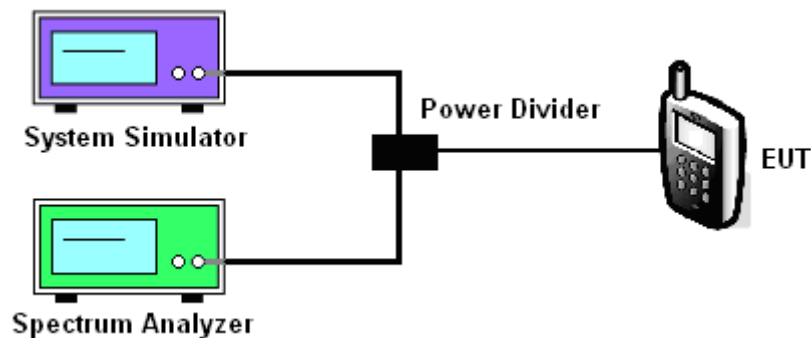 System Simulator
Power Divider
EUT
Spectrum Analyzer